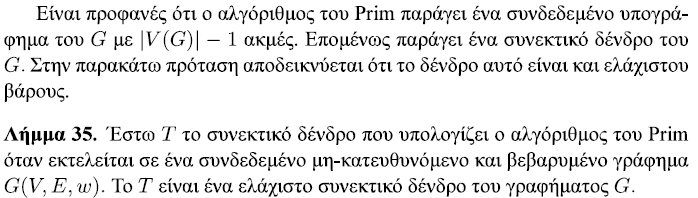 Είναι προφανές ότι ο αλγόριθμος του Prim παράγει ένα συνδεδεμένο υπογρά-
φημα του G με |V(G)| − 1 ακμές. Επομένως παράγει ένα συνεκτικό δένδρο του
G. Στην παρακάτω πρόταση αποδεικνύεται ότι το δένδρο αυτό είναι και ελάχιστου
βάρους.
Λήμμα 35. Έστω T το συνεκτικό δένδρο που υπολογίζει ο αλγόριθμος του Prim
όταν εκτελείται σε ένα συνδεδεμένο μη-κατευθυνόμενο και βεβαρυμένο γράφημα
G(V, E, w). Το T είναι ένα ελάχιστο συνεκτικό δένδρο του γραφήματος G.